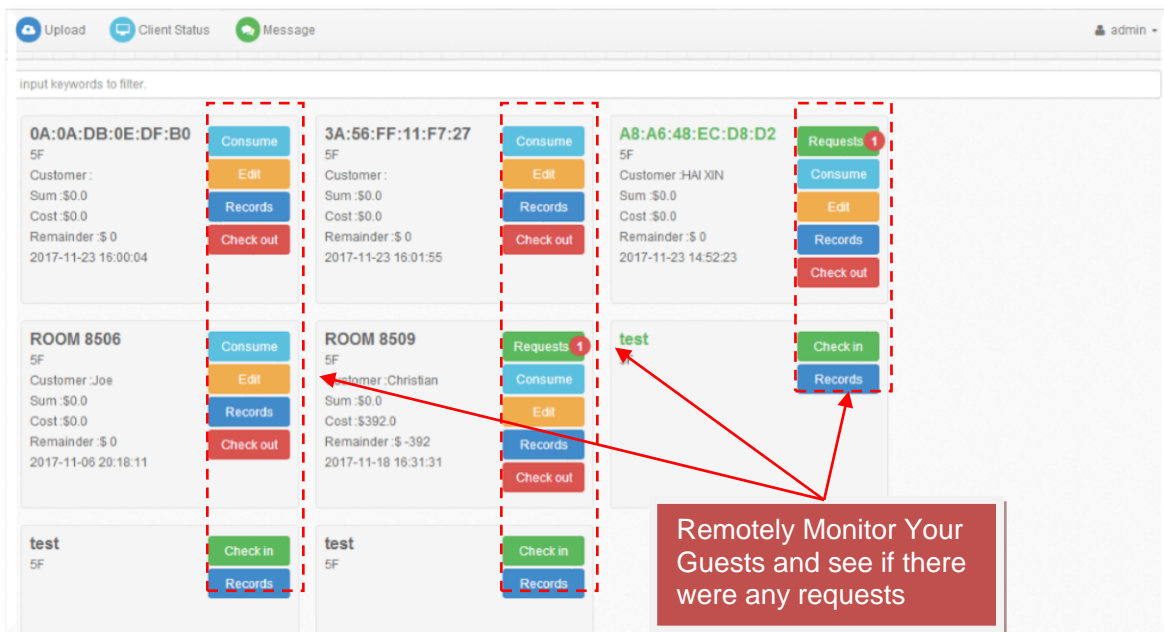 Upload Client Status Message admin
input keywords to filter.
0A:0A:DB:0E:DF:B0
5F
Customer :
Sum :$0.0
Cost :$0.0
Remainder :$ 0
2017-11-23 16:00:04
Consume
Edit
Records
Check out
3A:56:FF:11:F7:27
5F
Customer :
Sum :$0.0
Cost :$0.0
Remainder :$ 0
2017-11-23 16:01:55
Consume
Edit
Records
Check out
A8:A6:48:EC:D8:D2
5F
Customer :HAI XIN
Sum :$0.0
Cost :$0.0
Remainder :$ 0
2017-11-23 14:52:23
Requests 1
Consume
Edit
Records
Check out
ROOM 8506
5F
Customer :Joe
Sum :$0.0
Cost :$0.0
Remainder :$ 0
2017-11-06 20:18:11
Consume
Edit
Records
Check out
ROOM 8509
5F
Customer :Christian
Sum :$0.0
Cost :$392.0
Remainder :$ -392
2017-11-18 16:31:31
Requests 1
Consume
Edit
Records
Check out
test
5F
Check in
Records
test
5F
Check in
Records
test
5F
Check in
Records
Remotely Monitor Your
Guests and see if there
were any requests